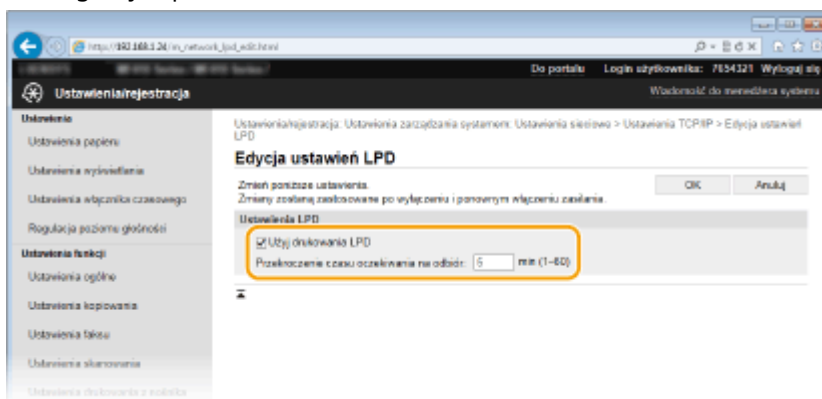 http://192.168.1.24/m_network_lpd_edit.html
Do portalu Login użytkownika: 7654321 Wyloguj się
Ustawienia/rejestracja
Wiadomość do menedżera systemu
Ustawienia
Ustawienia papieru
Ustawienia wyświetlania
Ustawienia włącznika czasowego
Regulacja poziomu głośności
Ustawienia funkcji
Ustawienia ogólne
Ustawienia kopiowania
Ustawienia faksu
Ustawienia skanowania
Ustawienia drukowania z nośnika
Ustawienia/rejestracja: Ustawienia zarządzania systemem: Ustawienia sieciowe > Ustawienia TCP/IP > Edycja ustawień
LPD
Edycja ustawień LPD
Zmień poniższe ustawienia.
Zmiany zostaną zastosowane po wyłączeniu i ponownym włączeniu zasilania.
OK Anuluj
Ustawienia LPD
Użyj drukowania LPD
Przekroczenie czasu oczekiwania na odbiór: 5 min (1-60)